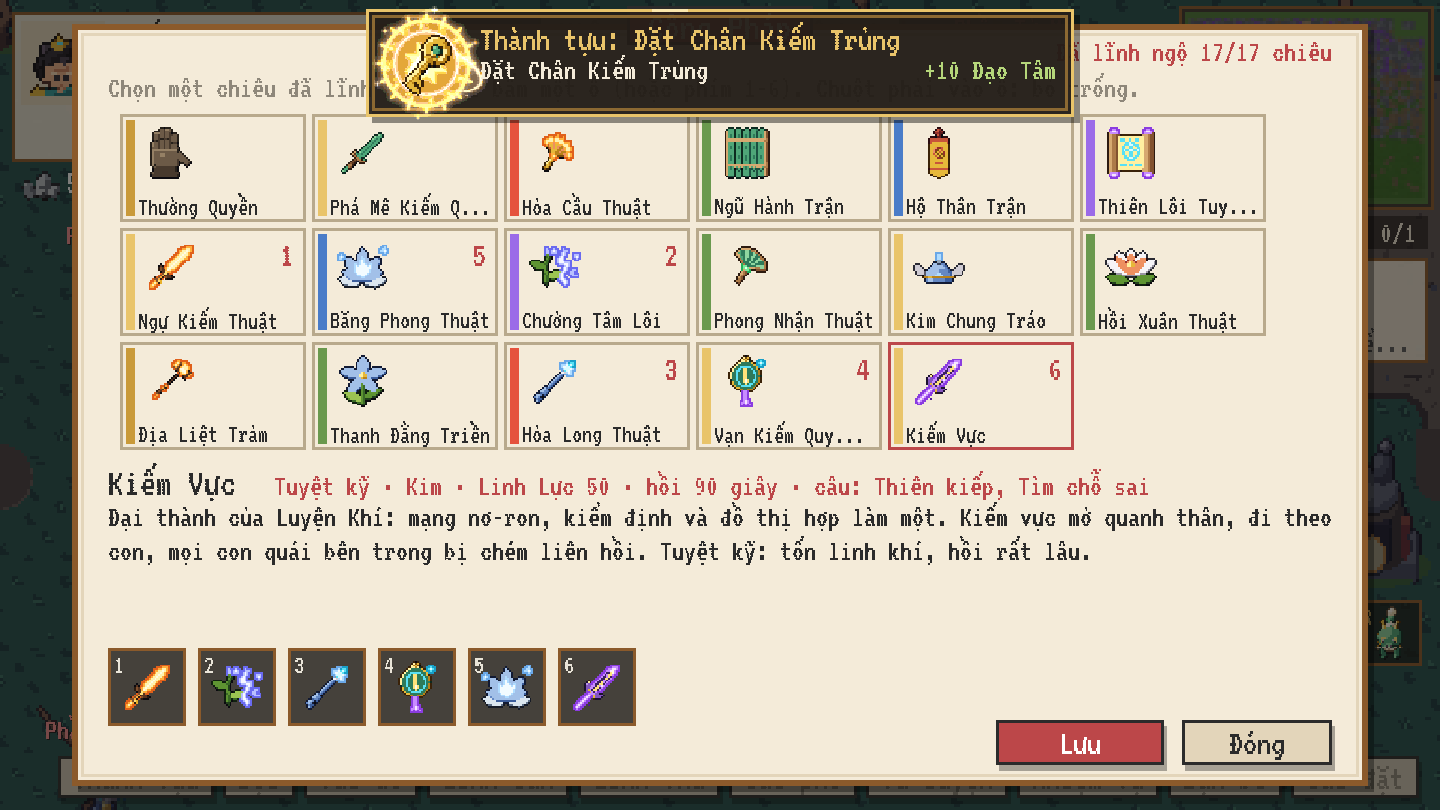 Thành tựu: Đặt Chân Kiếm Trủng
Đặt Chân Kiếm Trủng
+10 Đạo Tâm
lĩnh ngộ 17/17 chiêu
Chọn một chiêu đã lĩnh
trống.
Thường Quyền
Phá Mê Kiếm Q...
Hỏa Cầu Thuật
Ngũ Hành Trận
Hộ Thân Trận
Thiên Lôi Tuy...
0/1
Ngự Kiếm Thuật
1
Băng Phong Thuật
5
Chưởng Tâm Lôi
2
Phong Nhận Thuật
Kim Chung Tráo
Hồi Xuân Thuật
Địa Liệt Trảm
Thanh Đằng Triền
Hỏa Long Thuật
3
Vạn Kiếm Quy...
4
Kiếm Vực
6
Kiếm Vực
Tuyệt kỹ · Kim · Linh Lực 50 · hồi 90 giây · câu: Thiên kiếp, Tìm chỗ sai
Đại thành của Luyện Khí: mạng nơ-ron, kiểm định và đồ thị hợp làm một. Kiếm vực mở quanh thân, đi theo
con, mọi con quái bên trong bị chém liên hồi. Tuyệt kỹ: tốn linh khí, hồi rất lâu.
1
2
3
4
5
6
Lưu
Đóng